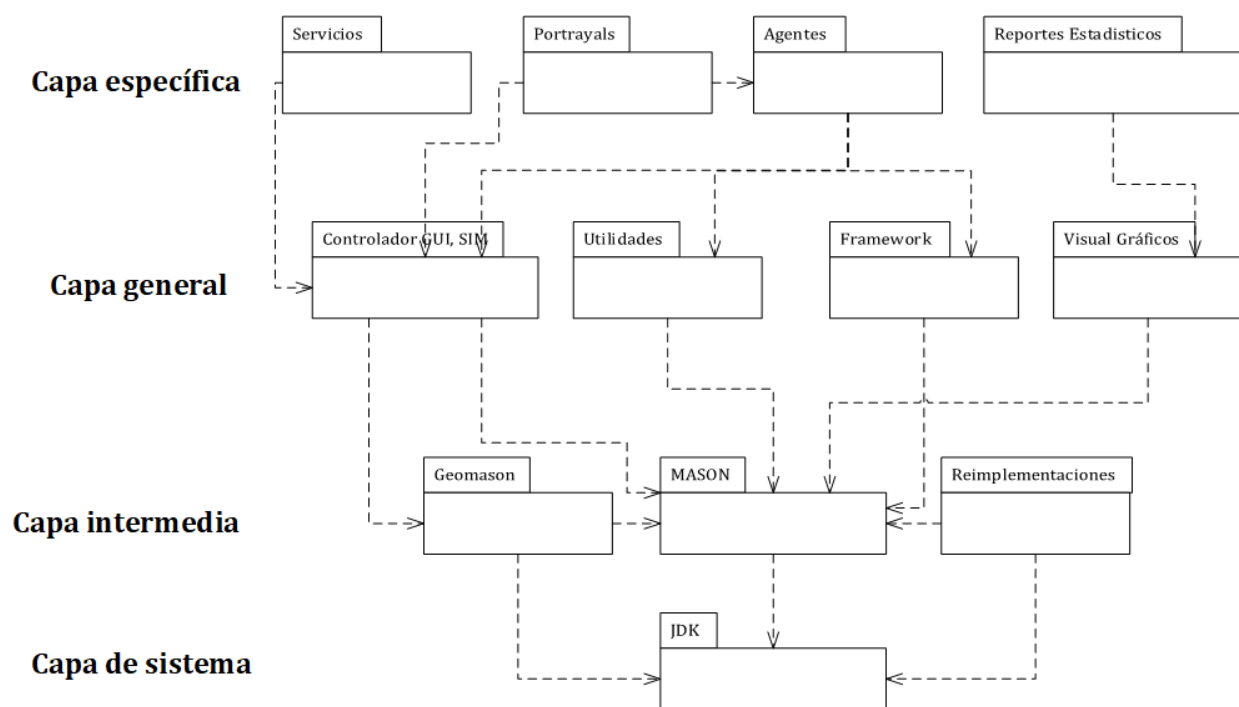 Servicios
Portrayals
Agentes
Reportes Estadisticos
Capa específica
Controlador GUI, SIM
Utilidades
Framework
Visual Gráficos
Capa general
Geomason
MASON
Reimplementaciones
Capa intermedia
JDK
Capa de sistema